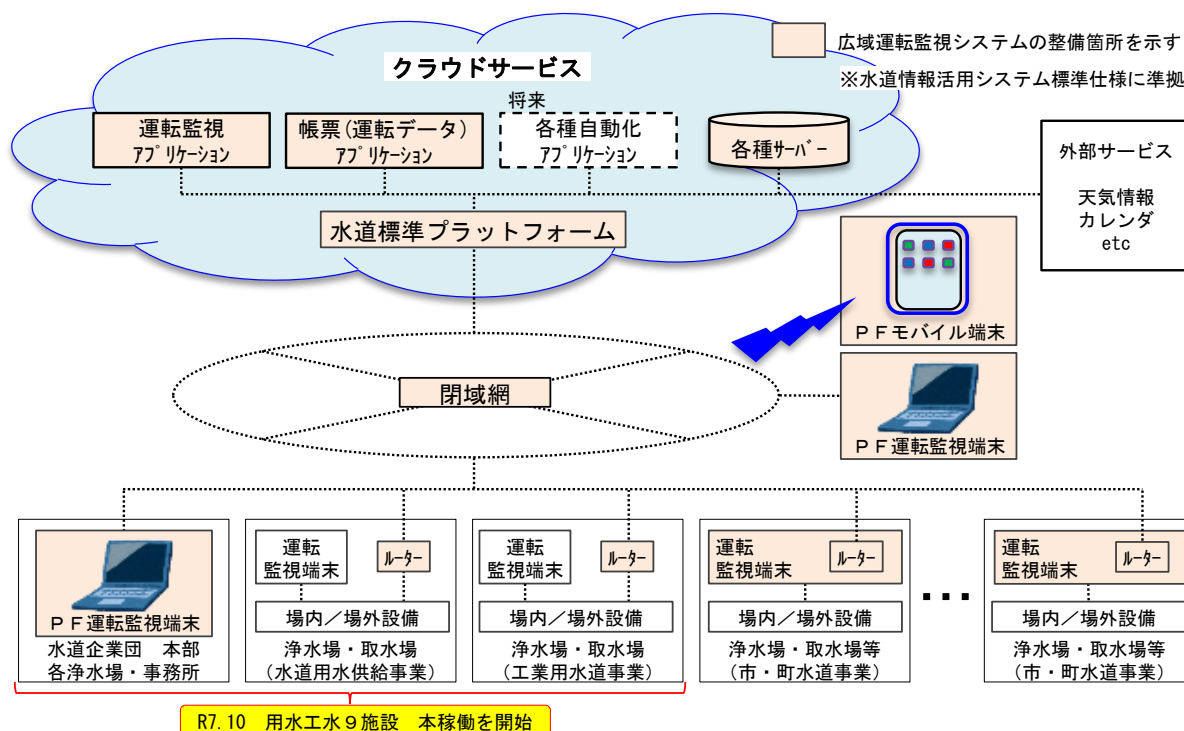 広域運転監視システムの整備箇所を示す
※水道情報活用システム標準仕様に準拠
クラウドサービス
運転監視
ｱﾌﾟﾘｹｰｼｮﾝ
帳票(運転データ)
ｱﾌﾟﾘｹｰｼｮﾝ
将来
各種自動化
ｱﾌﾟﾘｹｰｼｮﾝ
各種ｻｰﾊﾞｰ
外部サービス
天気情報
カレンダ
etc
水道標準プラットフォーム
ＰＦモバイル端末
閉域網
ＰＦ運転監視端末
ＰＦ運転監視端末
水道企業団　本部
各浄水場・事務所
運転
監視端末
ﾙｰﾀｰ
場内／場外設備
浄水場・取水場
(水道用水供給事業)
運転
監視端末
ﾙｰﾀｰ
場内／場外設備
浄水場・取水場
(工業用水道事業)
運転
監視端末
ﾙｰﾀｰ
場内／場外設備
浄水場・取水場等
(市・町水道事業)
･･･
運転
監視端末
ﾙｰﾀｰ
場内／場外設備
浄水場・取水場等
(市・町水道事業)
R7.10　用水工水９施設　本稼働を開始